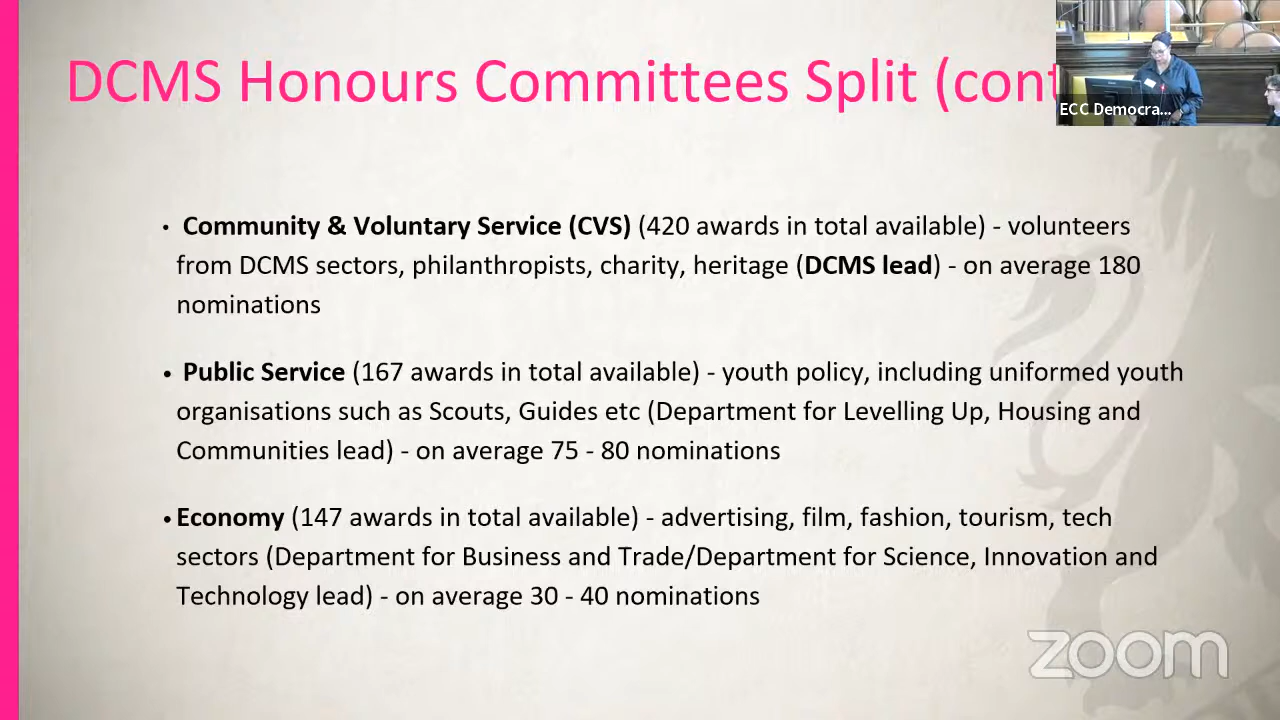 DCMS Honours Committees Split (cont
ECC Democra...
• Community & Voluntary Service (CVS) (420 awards in total available) - volunteers
from DCMS sectors, philanthropists, charity, heritage (DCMS lead) - on average 180
nominations
• Public Service (167 awards in total available) - youth policy, including uniformed youth
organisations such as Scouts, Guides etc (Department for Levelling Up, Housing and
Communities lead) - on average 75 - 80 nominations
• Economy (147 awards in total available) - advertising, film, fashion, tourism, tech
sectors (Department for Business and Trade/Department for Science, Innovation and
Technology lead) - on average 30 - 40 nominations
zoom